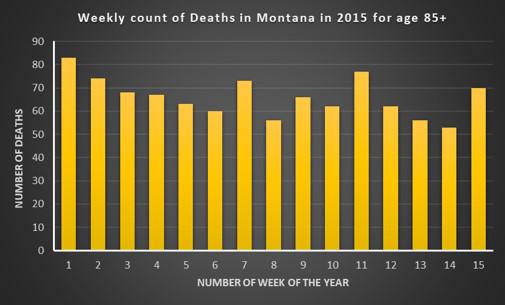 Weekly count of Deaths in Montana in 2015 for age 85+
90
80
70
60
50
40
30
20
10
0
NUMBER OF DEATHS
1 2 3 4 5 6 7 8 9 10 11 12 13 14 15
NUMBER OF WEEK OF THE YEAR